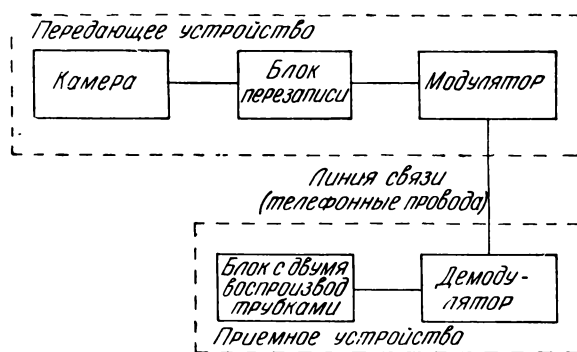 Передающее устройство
Камера
Блок
перезаписи
Модулятор
Линия связи
(телефонные провода)
Блок с двумя
воспроизвод
трубками
Демоду-
лятор
Приемное устройство